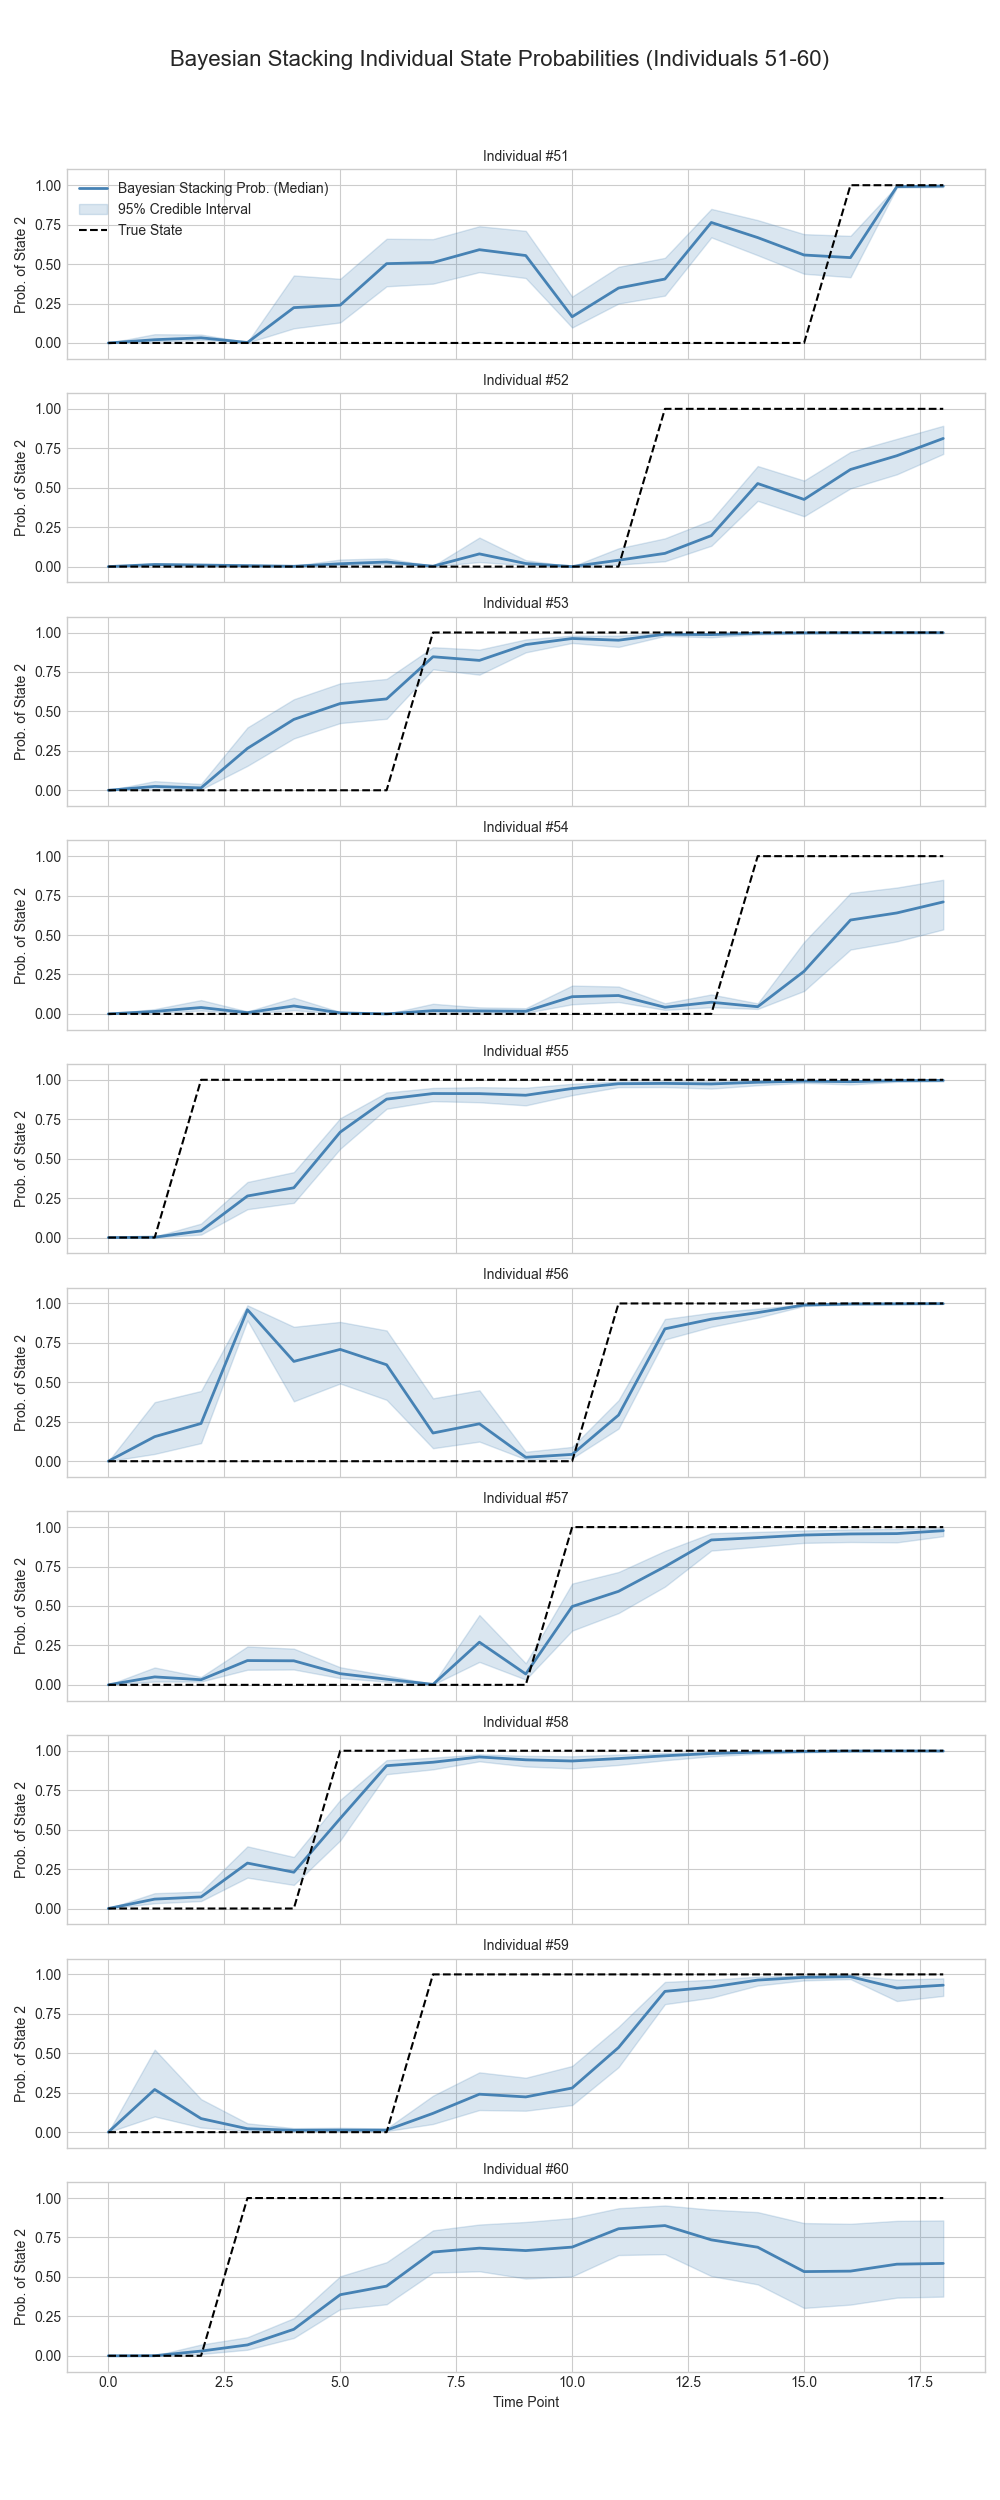 Bayesian Stacking Individual State Probabilities (Individuals 51-60)
Individual #51
Bayesian Stacking Prob. (Median)
95% Credible Interval
True State
Prob. of State 2
1.00
0.75
0.50
0.25
0.00
Individual #52
Prob. of State 2
1.00
0.75
0.50
0.25
0.00
Individual #53
Prob. of State 2
1.00
0.75
0.50
0.25
0.00
Individual #54
Prob. of State 2
1.00
0.75
0.50
0.25
0.00
Individual #55
Prob. of State 2
1.00
0.75
0.50
0.25
0.00
Individual #56
Prob. of State 2
1.00
0.75
0.50
0.25
0.00
Individual #57
Prob. of State 2
1.00
0.75
0.50
0.25
0.00
Individual #58
Prob. of State 2
1.00
0.75
0.50
0.25
0.00
Individual #59
Prob. of State 2
1.00
0.75
0.50
0.25
0.00
Individual #60
Prob. of State 2
1.00
0.75
0.50
0.25
0.00
0.0 2.5 5.0 7.5 10.0 12.5 15.0 17.5
Time Point